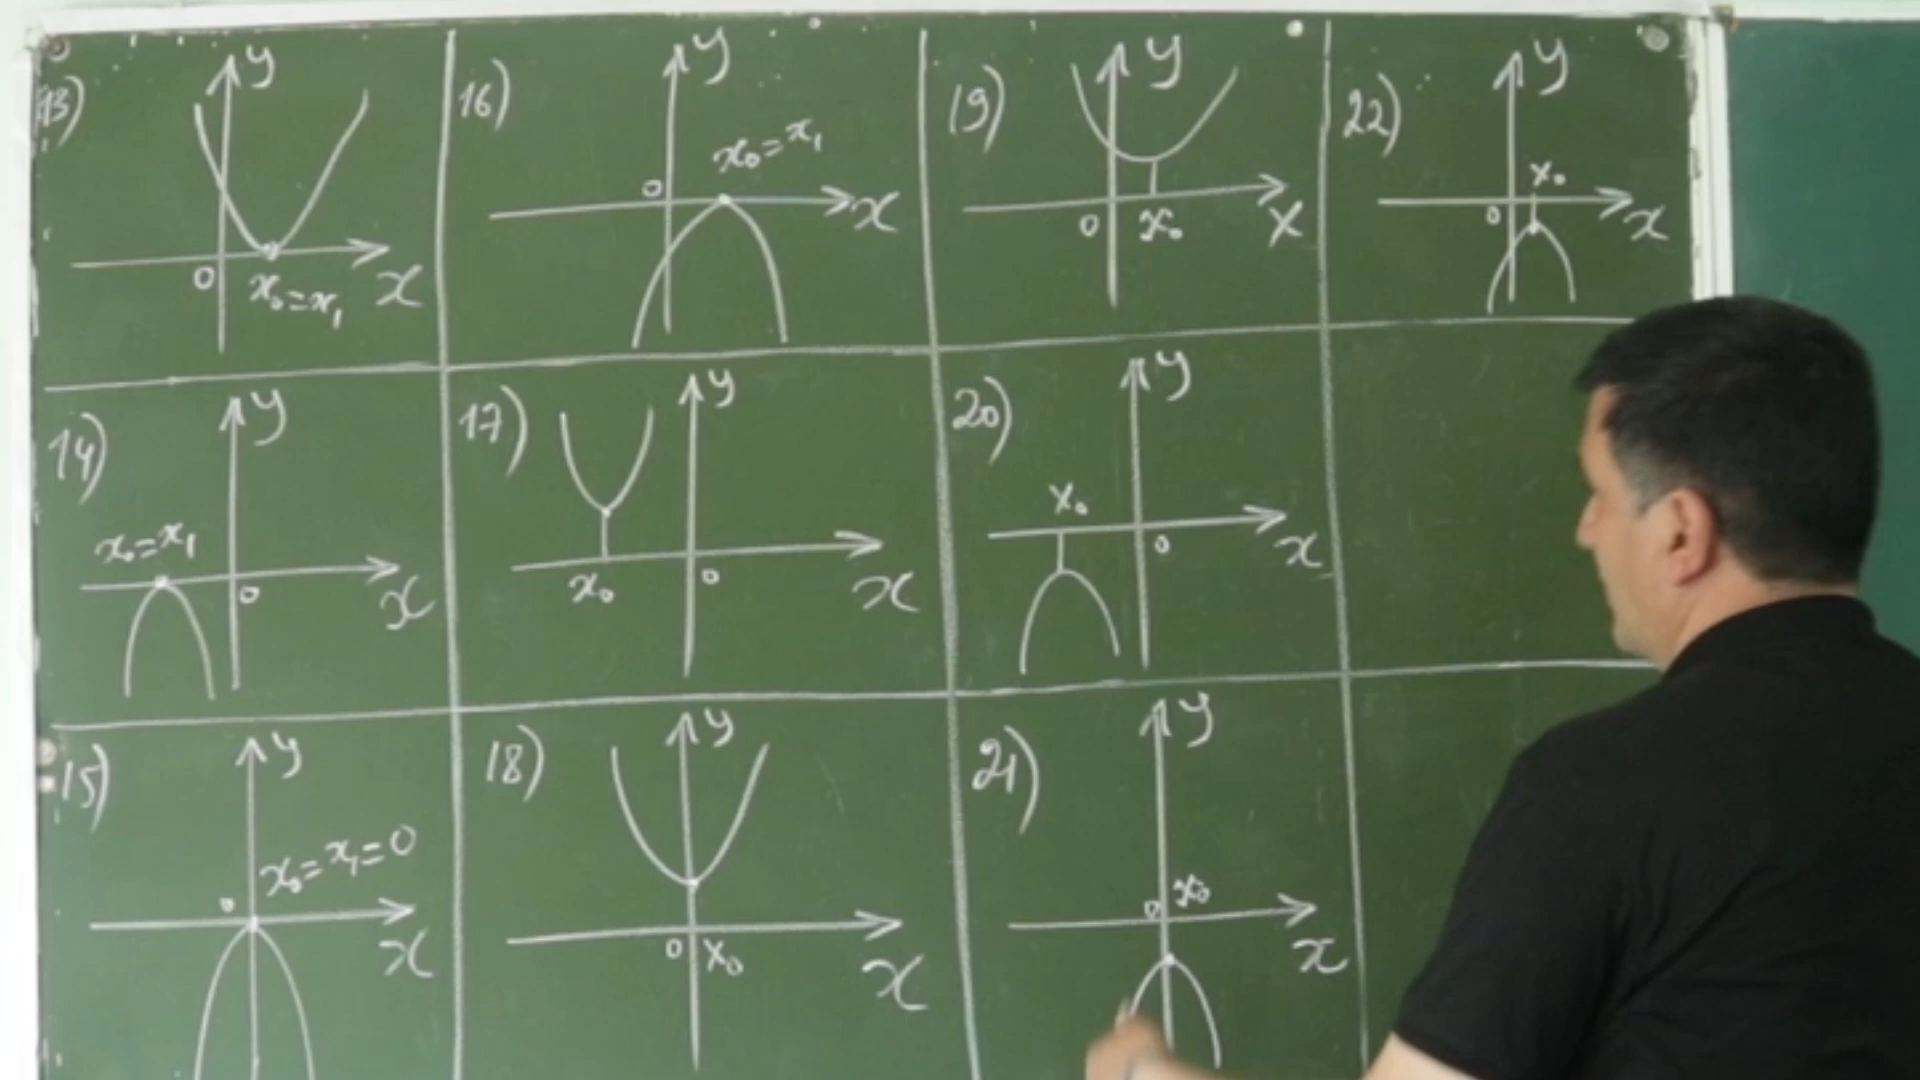 13)
y
0
x₀=x₁
x
14)
y
x₀=x₁
0
x
15)
y
x₀=x₁=0
0
x
16)
y
x₀=x₁
0
x
17)
y
x₀
0
x
18)
y
0
x₀
x
19)
y
0
x₀
x
20)
y
x₀
0
x
21)
y
0
x₀
x
22)
y
x₀
0
x